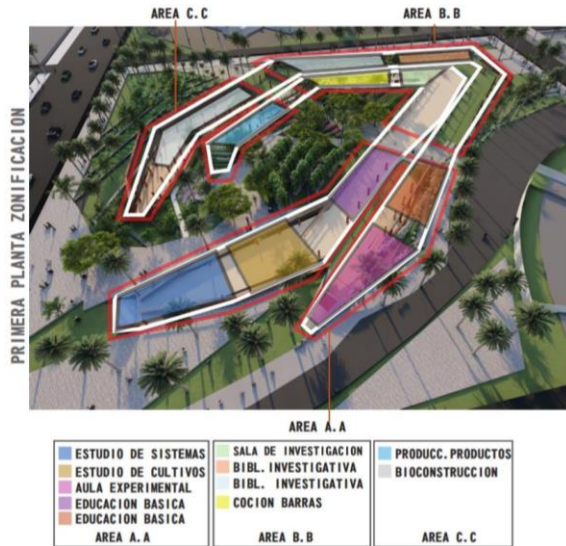 AREA C.C
AREA B.B
PRIMERA PLANTA ZONIFICACION
AREA A.A
ESTUDIO DE SISTEMAS
ESTUDIO DE CULTIVOS
AULA EXPERIMENTAL
EDUCACION BASICA
EDUCACION BASICA
AREA A.A
SALA DE INVESTIGACION
BIBL. INVESTIGATIVA
BIBL. INVESTIGATIVA
COCION BARRAS
AREA B.B
PRODUCC. PRODUCTOS
BIOCONSTRUCCION
AREA C.C